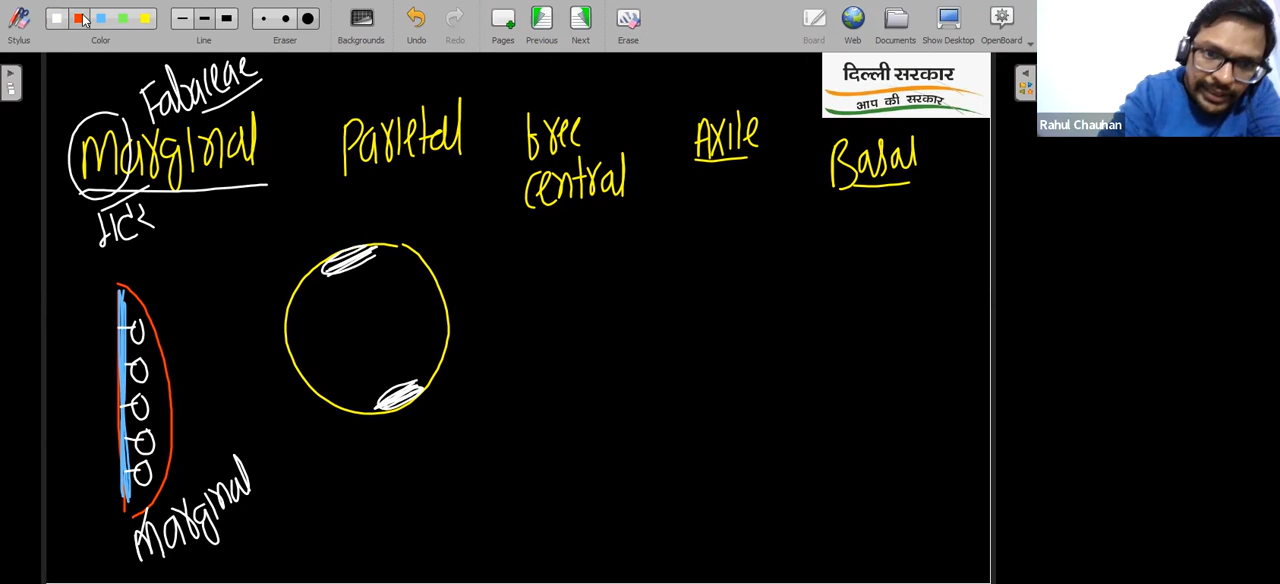 Stylus
Color
Line
Eraser
Backgrounds
Undo
Redo
Pages
Previous
Next
Erase
Board
Web
Documents
Show Desktop
OpenBoard
Rahul Chauhan
दिल्ली सरकार
आप की सरकार
Fabaceae
Marginal
Parietal
free
central
Axile
Basal
मटर
Marginal